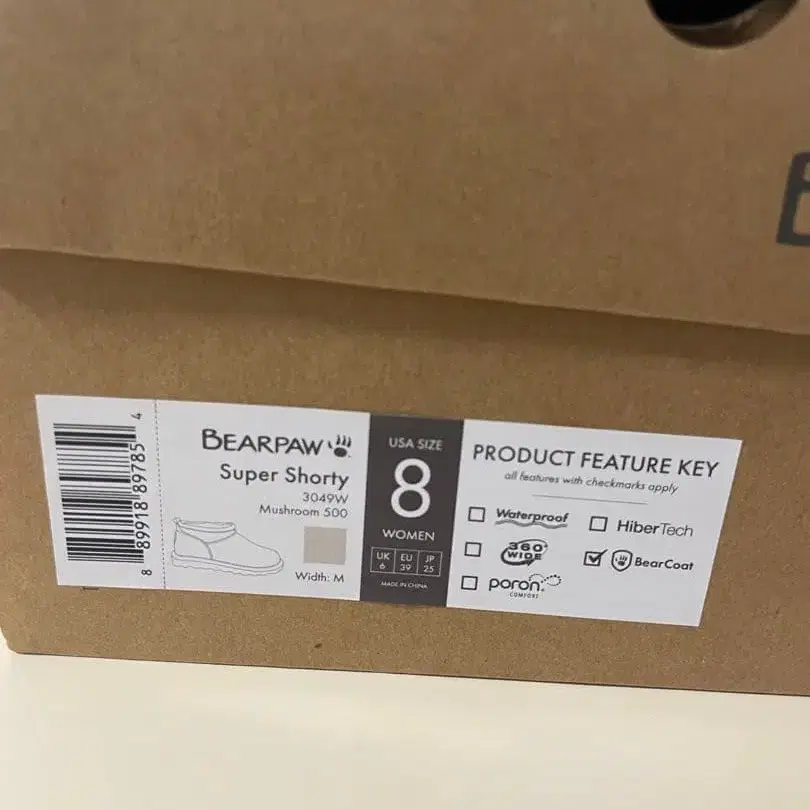 8 89918 89785 4
BEARPAW
Super Shorty
3049W
Mushroom 500
Width: M
USA SIZE
8
WOMEN
UK EU JP
6 39 25
MADE IN CHINA
PRODUCT FEATURE KEY
all features with checkmarks apply
Waterproof
HiberTech
360°
WIDE
BearCoat
poron®
COMFORT